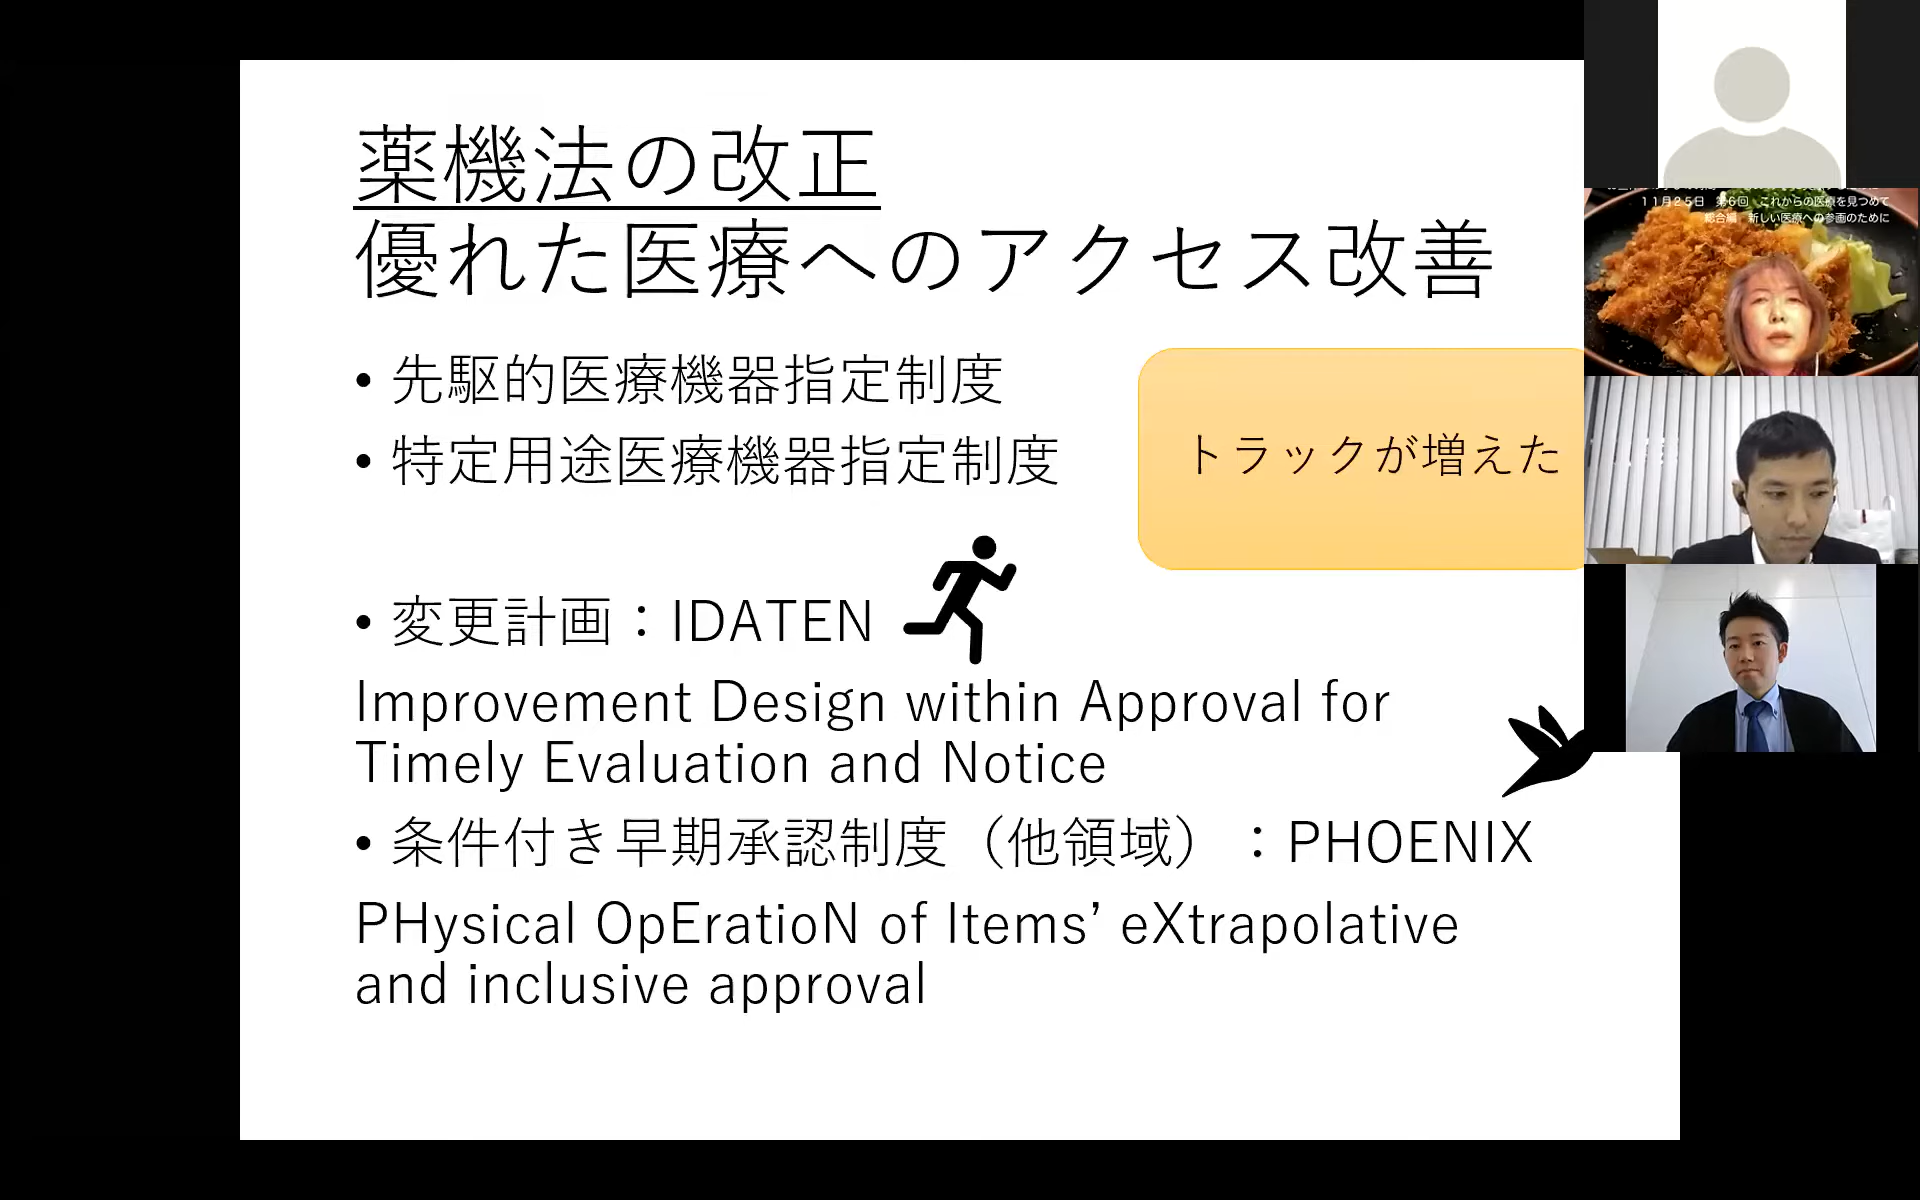 薬機法の改正
優れた医療へのアクセス改善
• 先駆的医療機器指定制度
• 特定用途医療機器指定制度
トラックが増えた
• 変更計画：IDATEN
Improvement Design within Approval for
Timely Evaluation and Notice
• 条件付き早期承認制度（他領域）：PHOENIX
PHysical OpEratioN of Items’ eXtrapolative
and inclusive approval
11月25日 第6回 これからの医療を見つめて
総合編 新しい医療への参画のために